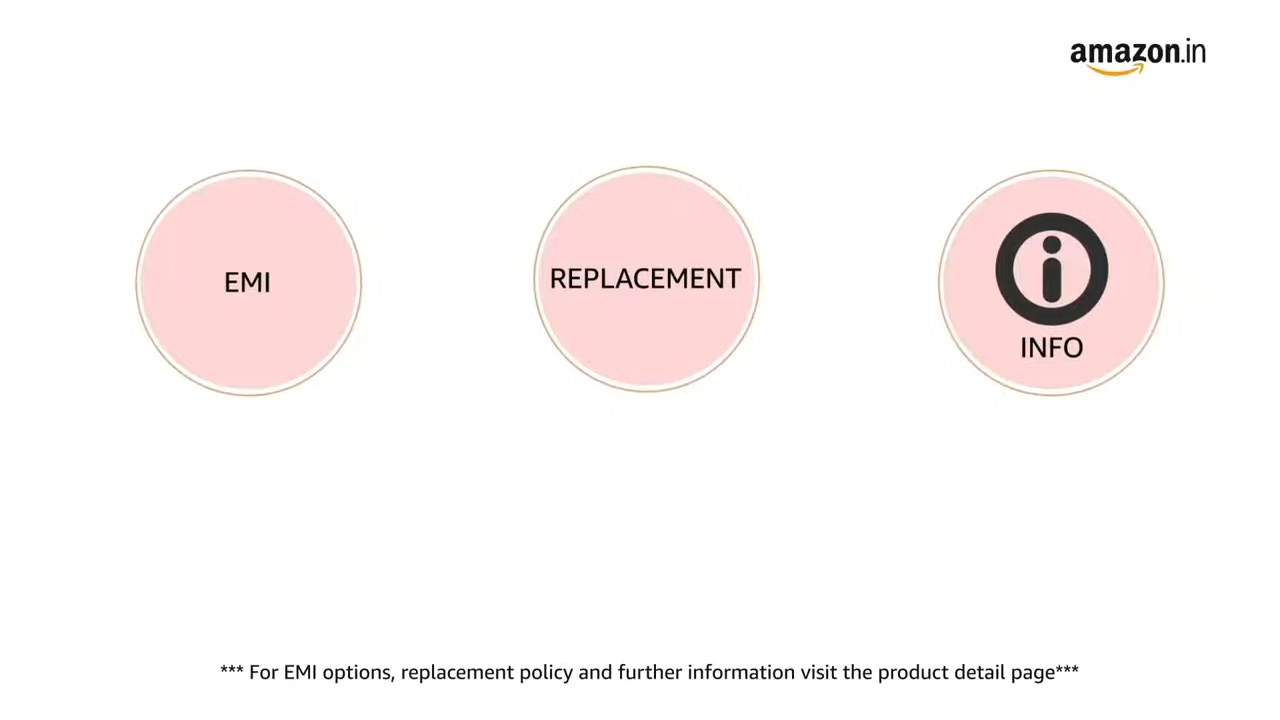 amazon.in
EMI
REPLACEMENT
INFO
*** For EMI options, replacement policy and further information visit the product detail page***